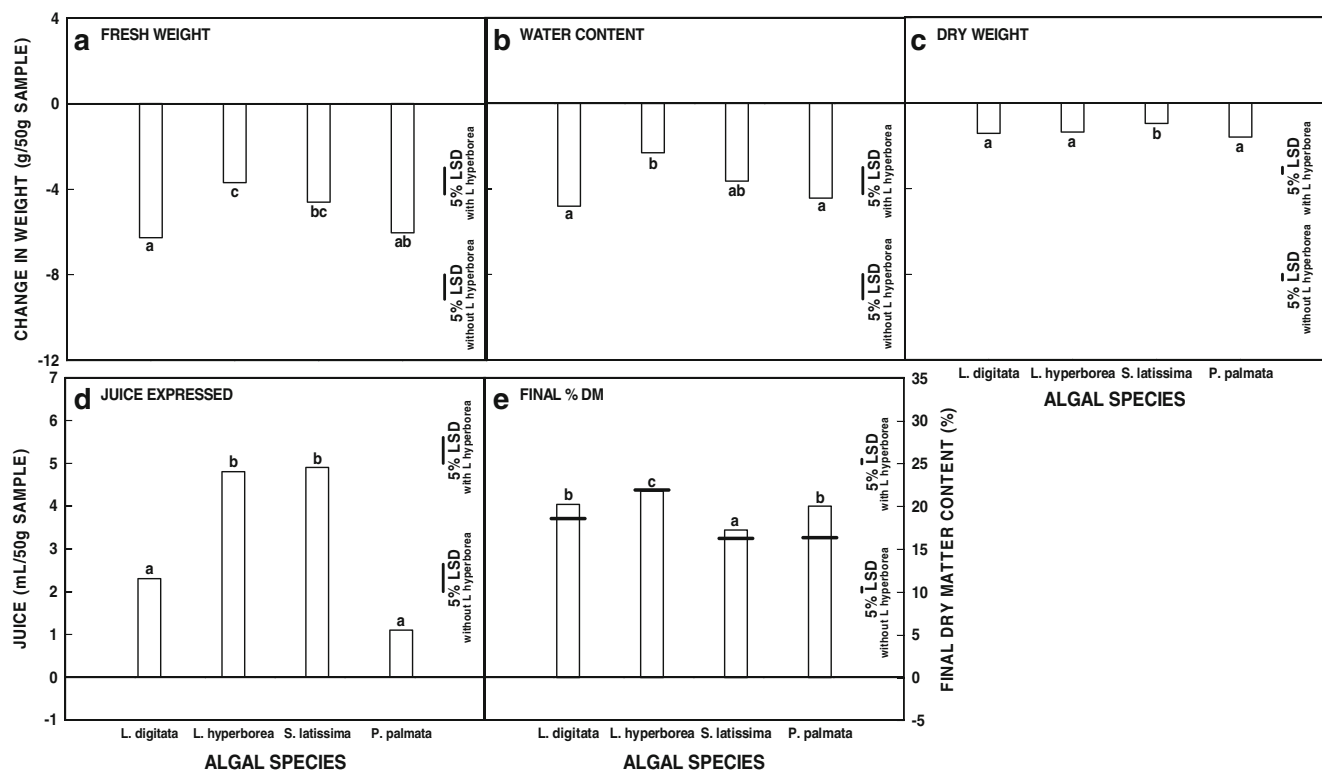 a FRESH WEIGHT
b WATER CONTENT
c DRY WEIGHT
CHANGE IN WEIGHT (g/50g SAMPLE)
4
0
-4
-8
-12
a
c
bc
ab
5% LSD
with L hyperborea
5% LSD
without L hyperborea
a
b
ab
a
5% LSD
with L hyperborea
5% LSD
without L hyperborea
a
a
b
a
5% LSD
with L hyperborea
5% LSD
without L hyperborea
L. digitata L. hyperborea S. latissima P. palmata
ALGAL SPECIES
d JUICE EXPRESSED
e FINAL % DM
JUICE (mL/50g SAMPLE)
7
6
5
4
3
2
1
0
-1
a
b
b
a
5% LSD
with L hyperborea
5% LSD
without L hyperborea
b
c
a
b
5% LSD
with L hyperborea
5% LSD
without L hyperborea
35
30
25
20
15
10
5
0
-5
FINAL DRY MATTER CONTENT (%)
L. digitata L. hyperborea S. latissima P. palmata
ALGAL SPECIES
L. digitata L. hyperborea S. latissima P. palmata
ALGAL SPECIES